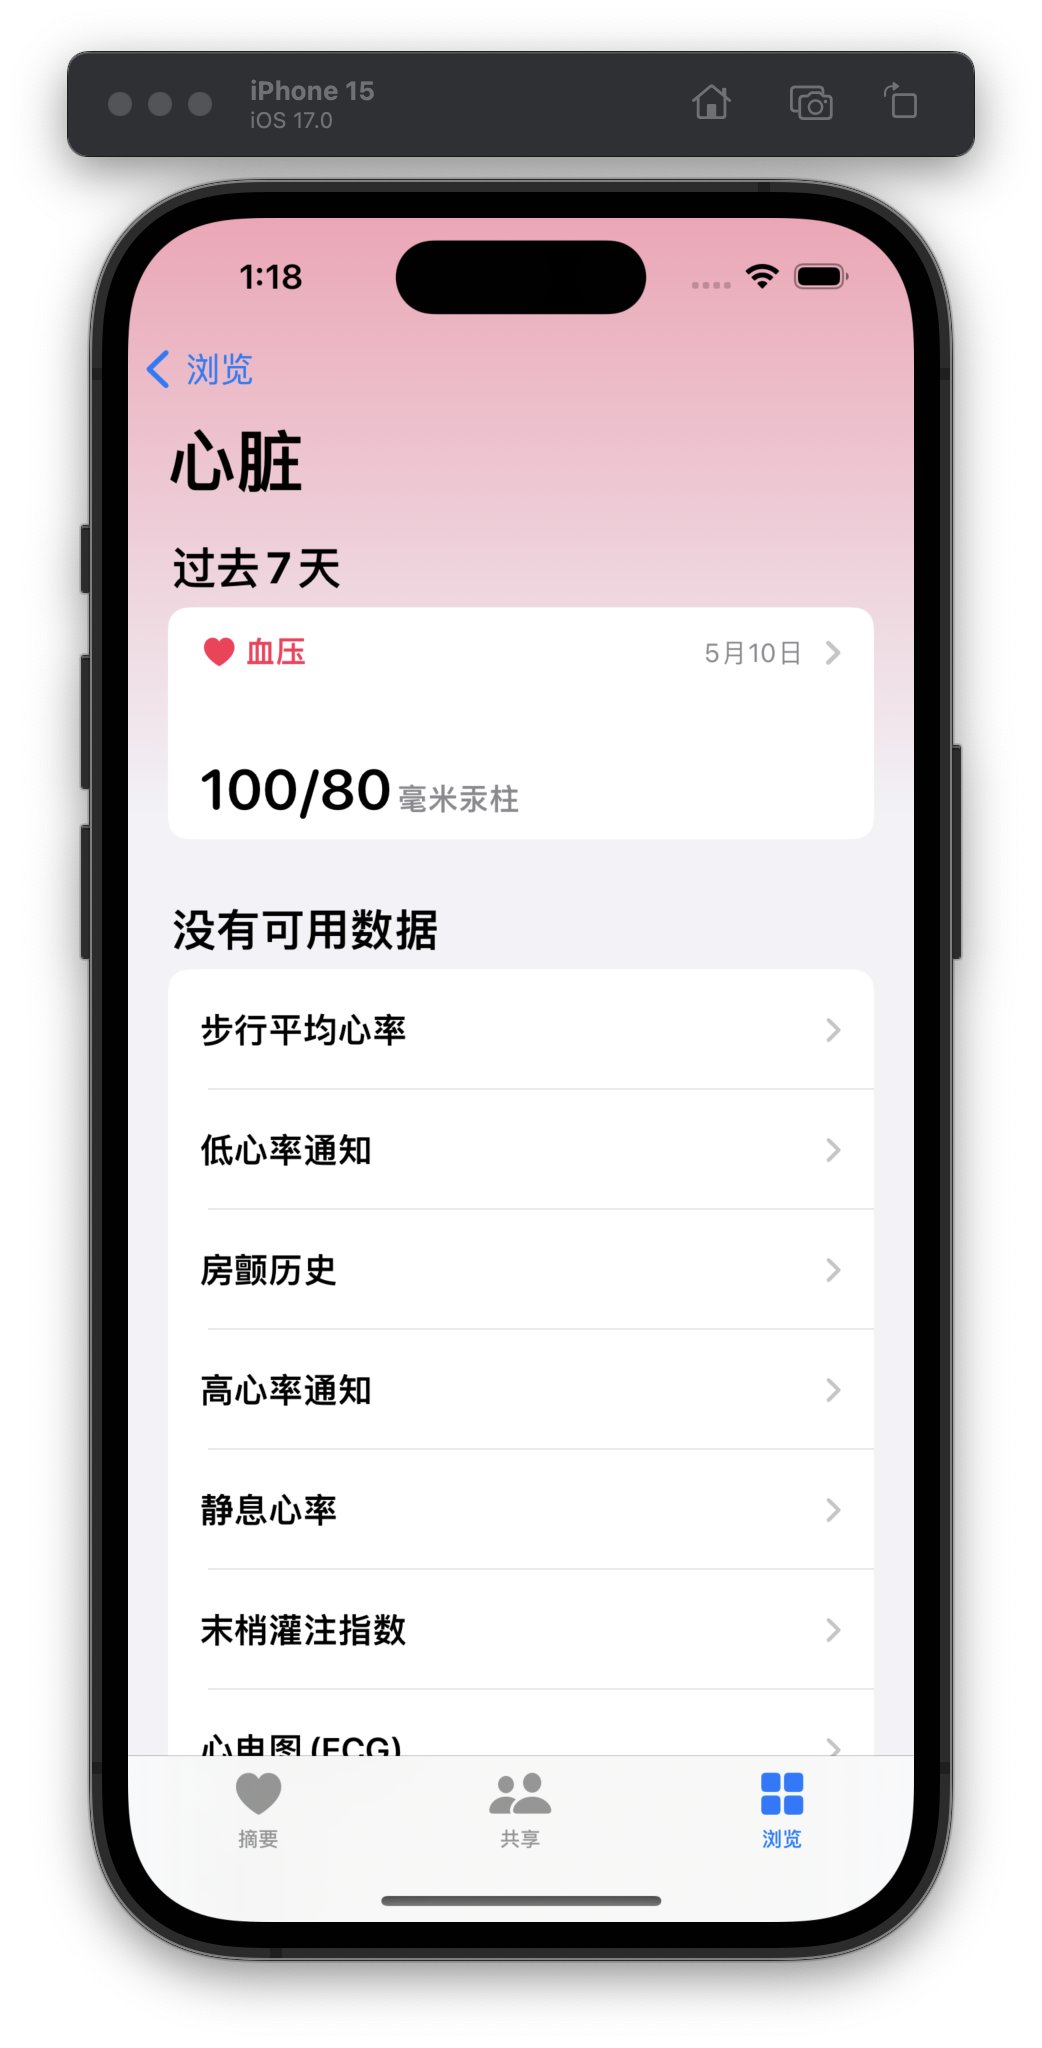 iPhone 15
iOS 17.0
1:18
浏览
心脏
过去7天
血压
5月10日
100/80 毫米汞柱
没有可用数据
步行平均心率
低心率通知
房颤历史
高心率通知
静息心率
末梢灌注指数
心电图 (ECG)
摘要
共享
浏览